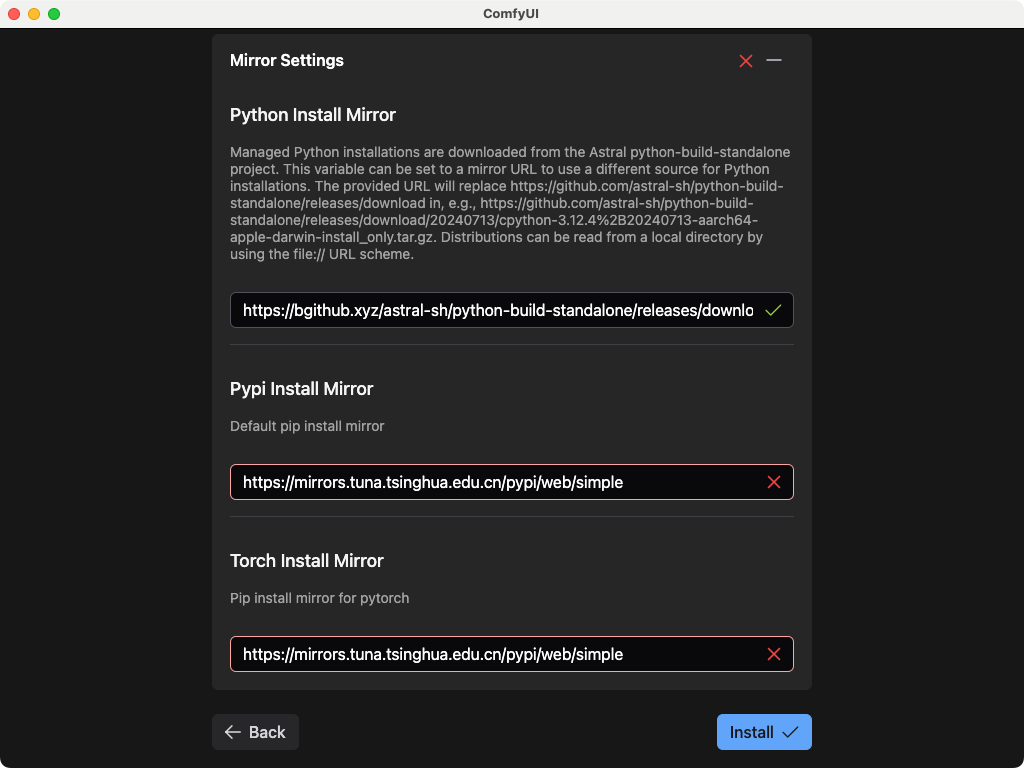 ComfyUI
Mirror Settings
Python Install Mirror
Managed Python installations are downloaded from the Astral python-build-standalone
project. This variable can be set to a mirror URL to use a different source for Python
installations. The provided URL will replace https://github.com/astral-sh/python-build-
standalone/releases/download in, e.g., https://github.com/astral-sh/python-build-
standalone/releases/download/20240713/cpython-3.12.4%2B20240713-aarch64-
apple-darwin-install_only.tar.gz. Distributions can be read from a local directory by
using the file:// URL scheme.
https://bgithub.xyz/astral-sh/python-build-standalone/releases/downlo
Pypi Install Mirror
Default pip install mirror
https://mirrors.tuna.tsinghua.edu.cn/pypi/web/simple
Torch Install Mirror
Pip install mirror for pytorch
https://mirrors.tuna.tsinghua.edu.cn/pypi/web/simple
Back
Install